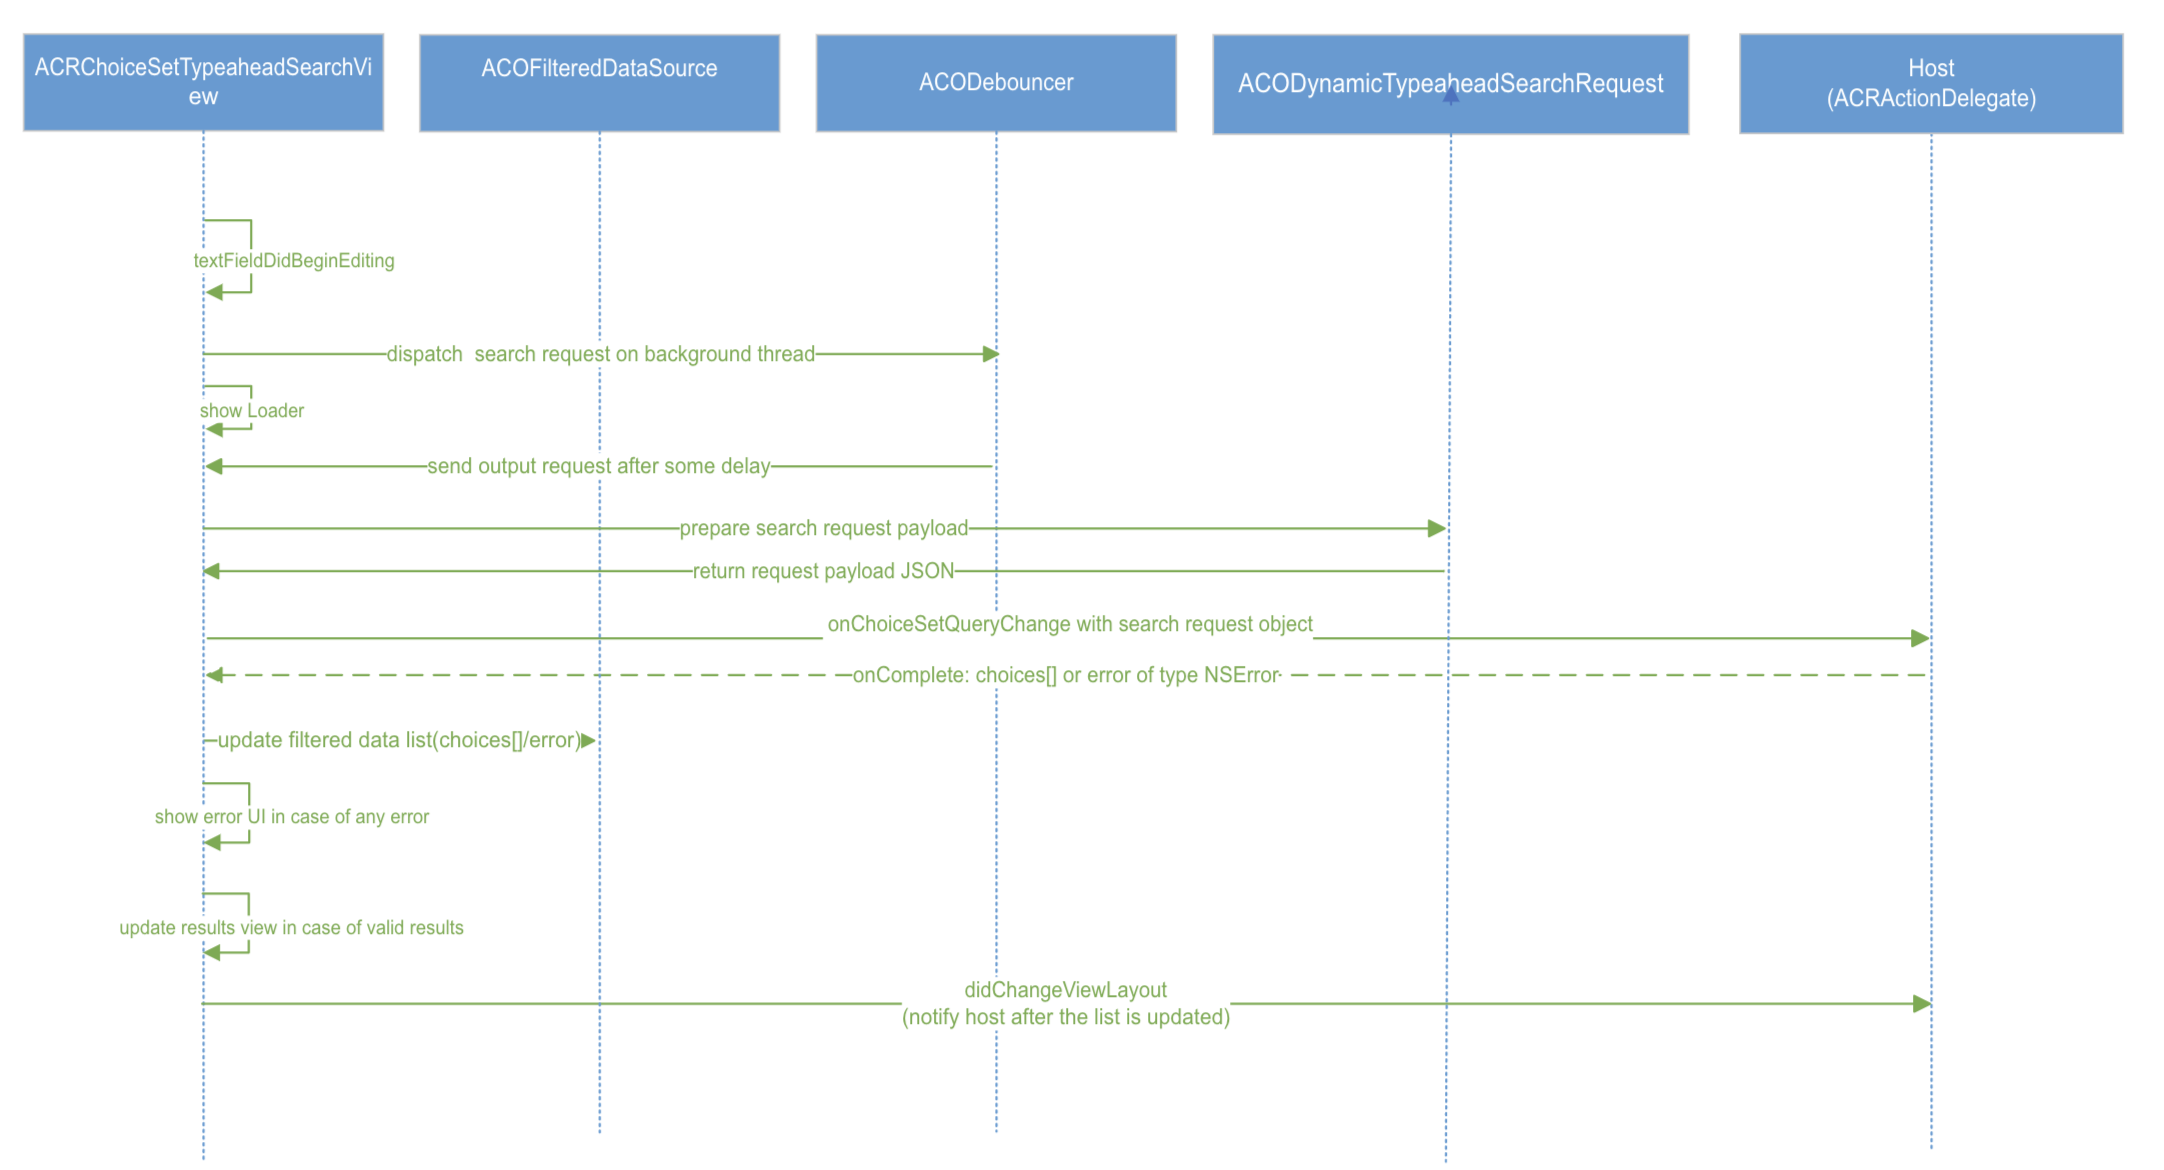 ACRChoiceSetTypeaheadSearchVi
ew
ACOFilteredDataSource
ACODebouncer
ACODynamicTypeaheadSearchRequest
Host
(ACRActionDelegate)
textFieldDidBeginEditing
dispatch  search request on background thread
show Loader
send output request after some delay
prepare search request payload
return request payload JSON
onChoiceSetQueryChange with search request object
onComplete: choices[] or error of type NSError
update filtered data list(choices[]/error)
show error UI in case of any error
update results view in case of valid results
didChangeViewLayout
(notify host after the list is updated)